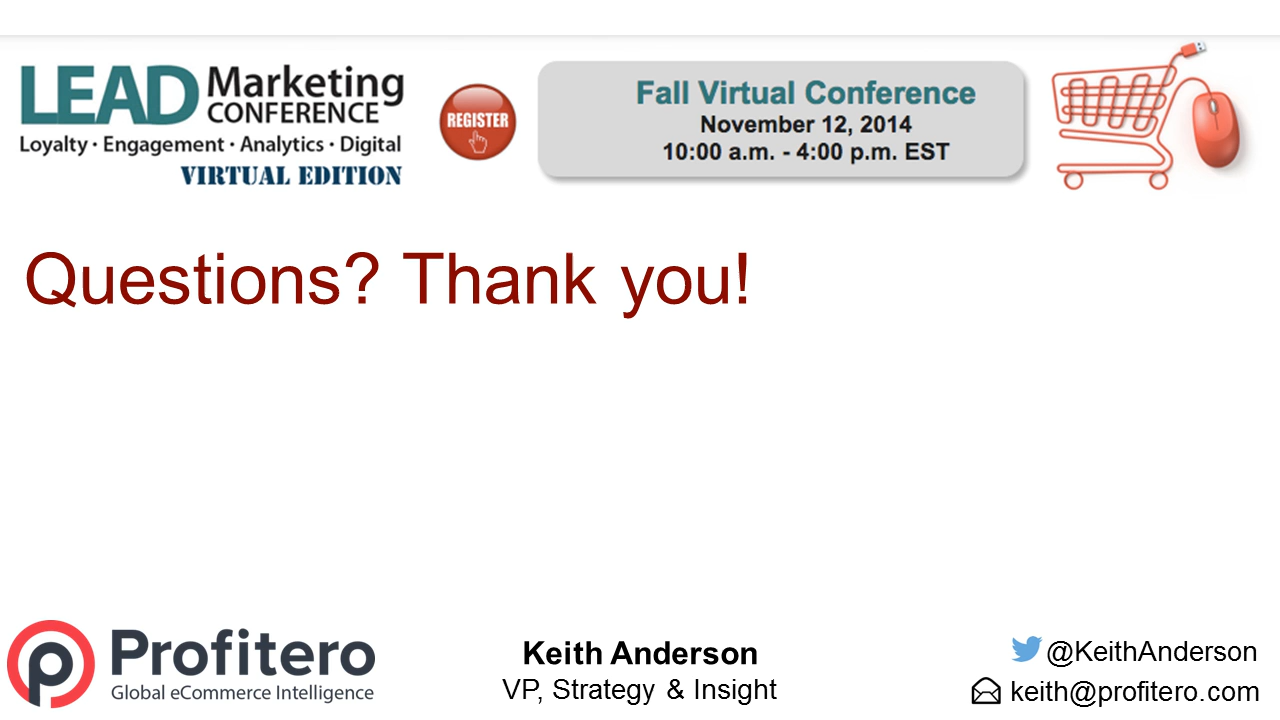 LEAD Marketing
CONFERENCE
Loyalty · Engagement · Analytics · Digital
VIRTUAL EDITION
REGISTER
Fall Virtual Conference
November 12, 2014
10:00 a.m. - 4:00 p.m. EST
Questions? Thank you!
Profitero
Global eCommerce Intelligence
Keith Anderson
VP, Strategy & Insight
@KeithAnderson
keith@profitero.com